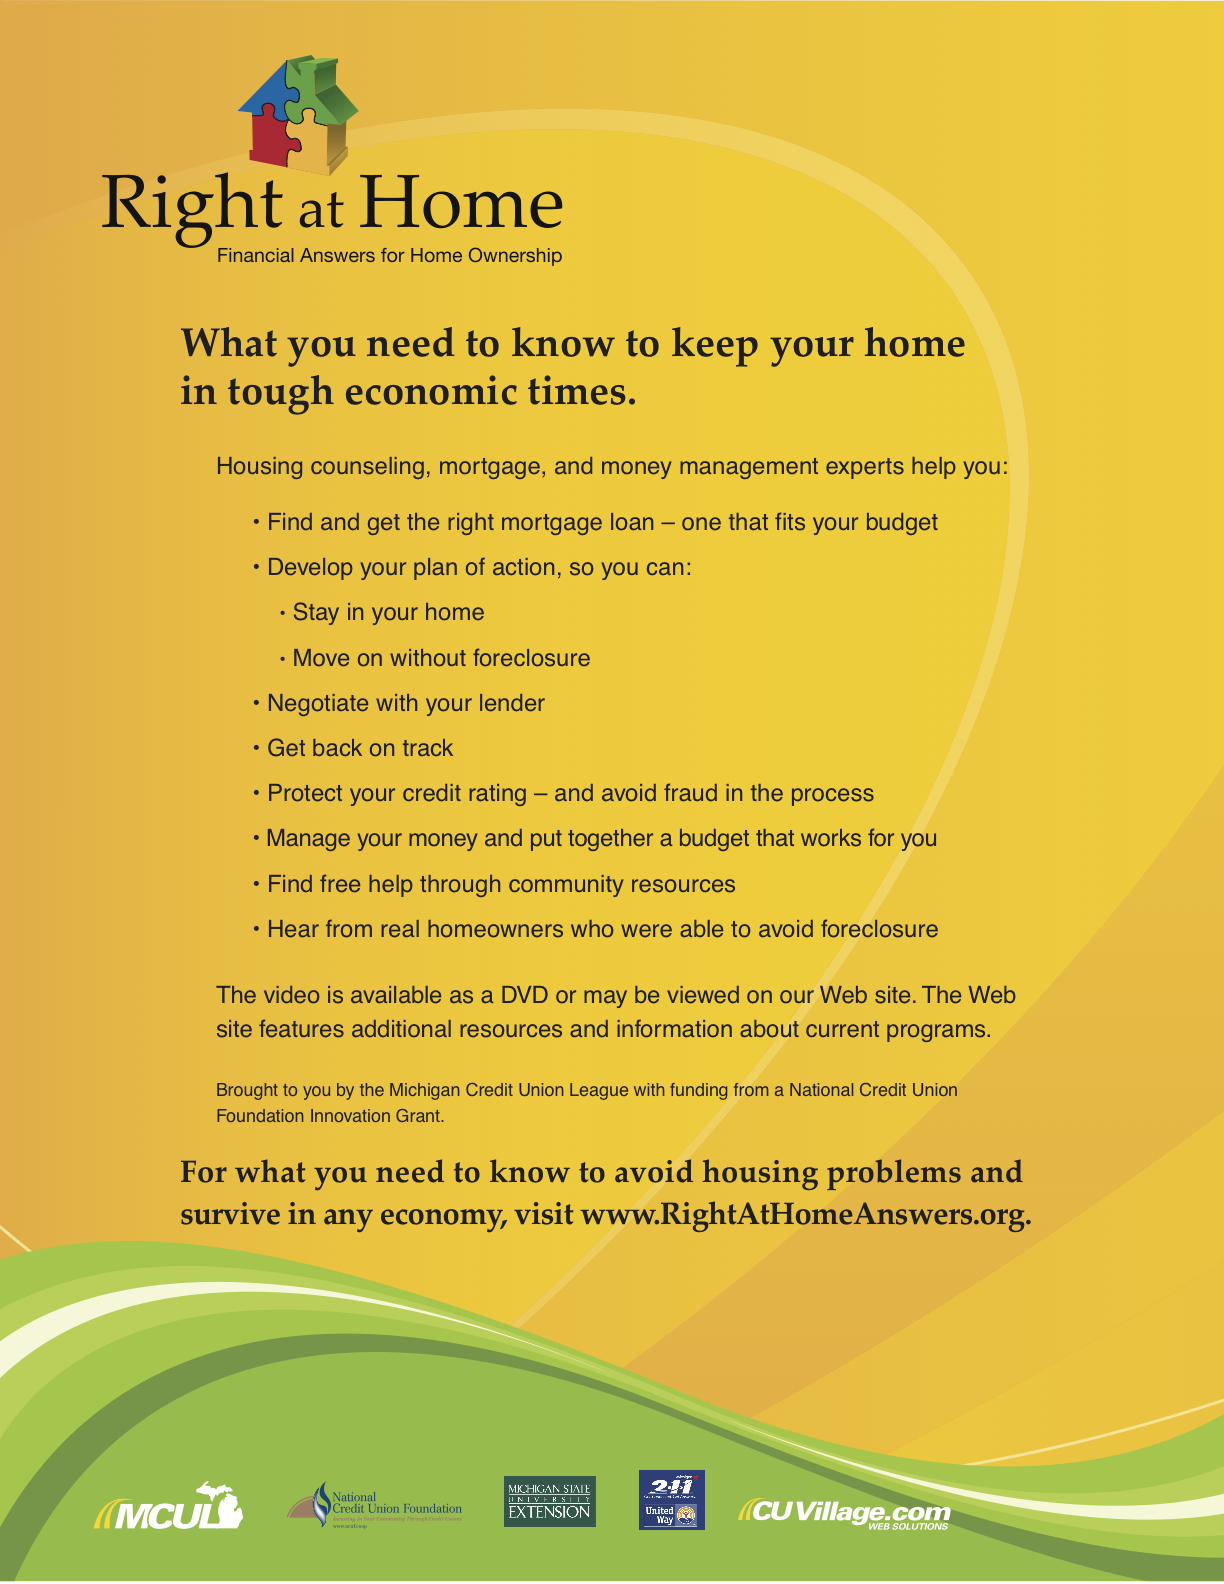 Right at Home
Financial Answers for Home Ownership
What you need to know to keep your home
in tough economic times.
Housing counseling, mortgage, and money management experts help you:
• Find and get the right mortgage loan – one that fits your budget
• Develop your plan of action, so you can:
• Stay in your home
• Move on without foreclosure
• Negotiate with your lender
• Get back on track
• Protect your credit rating – and avoid fraud in the process
• Manage your money and put together a budget that works for you
• Find free help through community resources
• Hear from real homeowners who were able to avoid foreclosure
The video is available as a DVD or may be viewed on our Web site. The Web
site features additional resources and information about current programs.
Brought to you by the Michigan Credit Union League with funding from a National Credit Union
Foundation Innovation Grant.
For what you need to know to avoid housing problems and
survive in any economy, visit www.RightAtHomeAnswers.org.
MCUL
National
Credit Union Foundation
MICHIGAN STATE
UNIVERSITY
EXTENSION
2-1-1
United
Way
CUVillage.com
WEB SOLUTIONS